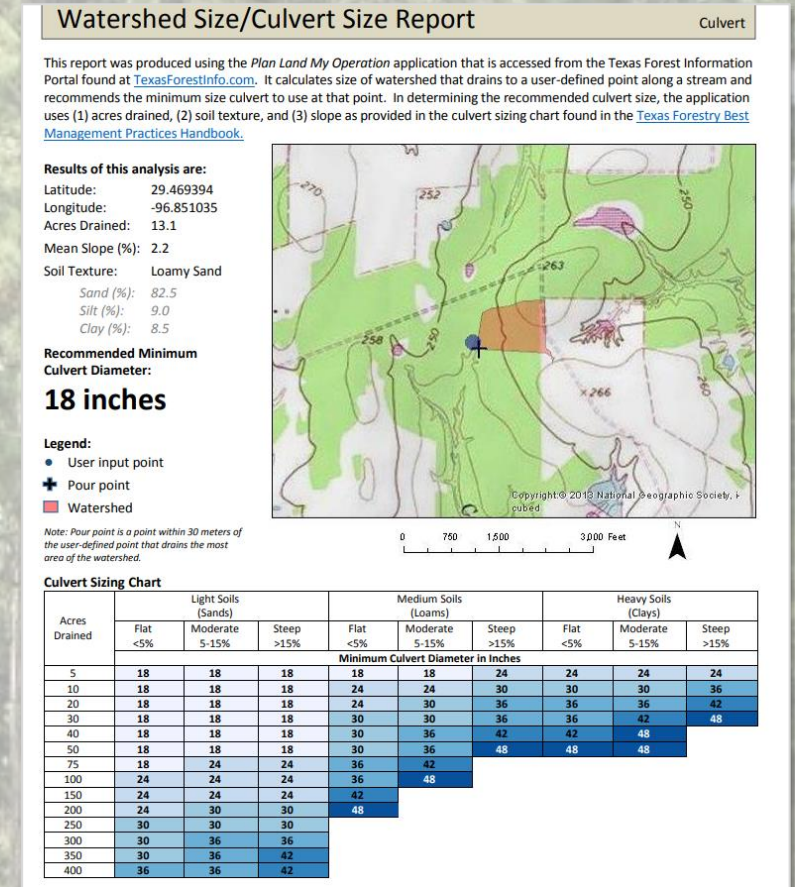 Watershed Size/Culvert Size Report
Culvert
This report was produced using the Plan Land My Operation application that is accessed from the Texas Forest Information
Portal found at TexasForestInfo.com. It calculates size of watershed that drains to a user-defined point along a stream and
recommends the minimum size culvert to use at that point. In determining the recommended culvert size, the application
uses (1) acres drained, (2) soil texture, and (3) slope as provided in the culvert sizing chart found in the Texas Forestry Best
Management Practices Handbook.
Results of this analysis are:
Latitude: 29.469394
Longitude: -96.851035
Acres Drained: 13.1
Mean Slope (%): 2.2
Soil Texture: Loamy Sand
Sand (%): 82.5
Silt (%): 9.0
Clay (%): 8.5
Recommended Minimum
Culvert Diameter:
18 inches
Legend:
User input point
Pour point
Watershed
Note: Pour point is a point within 30 meters of
the user-defined point that drains the most
area of the watershed.
270
252
250
263
258
250
266
260
Copyright:© 2013 National Geographic Society, i-
cubed
0 750 1,500 3,000 Feet
N
Culvert Sizing Chart
Acres
Drained
Light Soils
(Sands)
Medium Soils
(Loams)
Heavy Soils
(Clays)
Flat Moderate Steep Flat Moderate Steep Flat Moderate Steep
<5% 5-15% >15% <5% 5-15% >15% <5% 5-15% >15%
Minimum Culvert Diameter in Inches
5 18 18 18 18 18 24 24 24 24
10 18 18 18 24 24 30 30 30 36
20 18 18 18 24 30 36 36 36 42
30 18 18 18 30 30 36 36 42 48
40 18 18 18 30 36 42 42 48
50 18 18 18 30 36 48 48 48
75 18 24 24 36 42
100 24 24 24 36 48
150 24 24 24 42
200 24 30 30 48
250 30 30 30
300 30 36 36
350 30 36 42
400 36 36 42